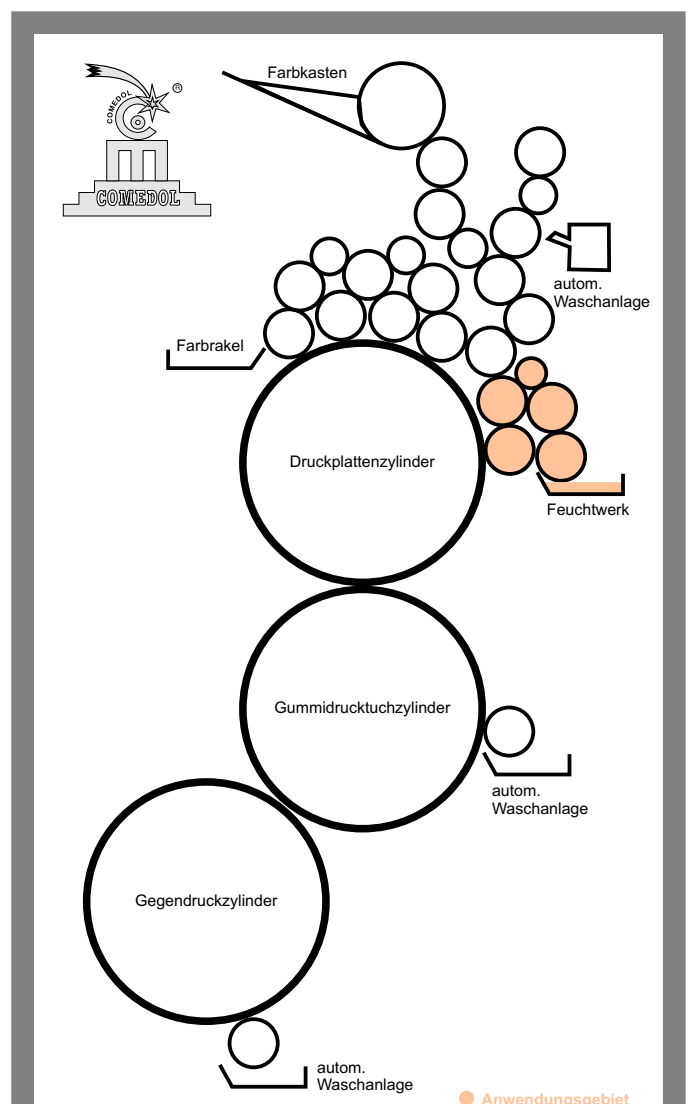 Farbkasten
®
COMEDOL
COMEDOL
autom.
Waschanlage
Farbrakel
Druckplattenzylinder
Feuchtwerk
Gummidrucktuchzylinder
autom.
Waschanlage
Gegendruckzylinder
autom.
Waschanlage
Anwendungsgebiet